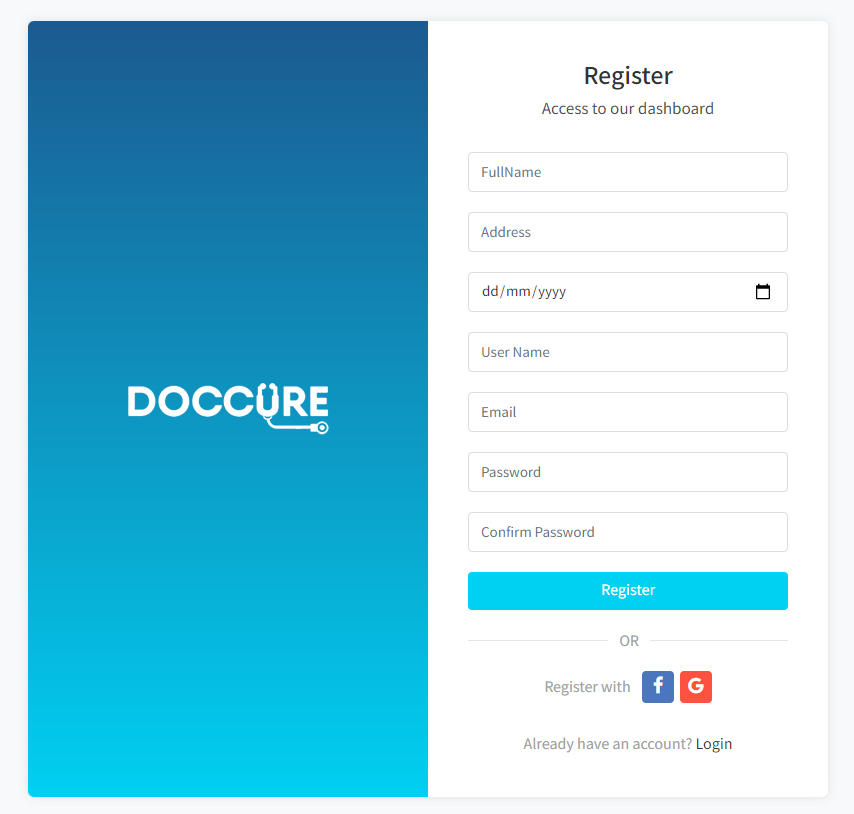 DOCCURE
Register
Access to our dashboard
FullName
Address
dd/mm/yyyy
User Name
Email
Password
Confirm Password
Register
OR
Register with f G
Already have an account? Login